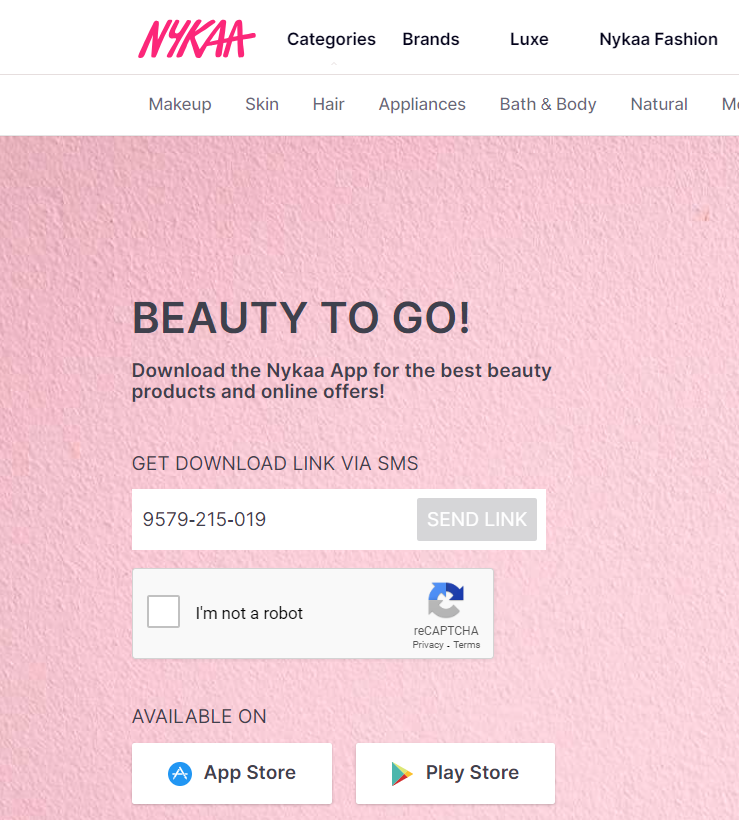 NYKAA Categories Brands Luxe Nykaa Fashion
Makeup Skin Hair Appliances Bath & Body Natural
BEAUTY TO GO!
Download the Nykaa App for the best beauty
products and online offers!
GET DOWNLOAD LINK VIA SMS
9579-215-019 SEND LINK
I'm not a robot
reCAPTCHA
Privacy - Terms
AVAILABLE ON
App Store Play Store